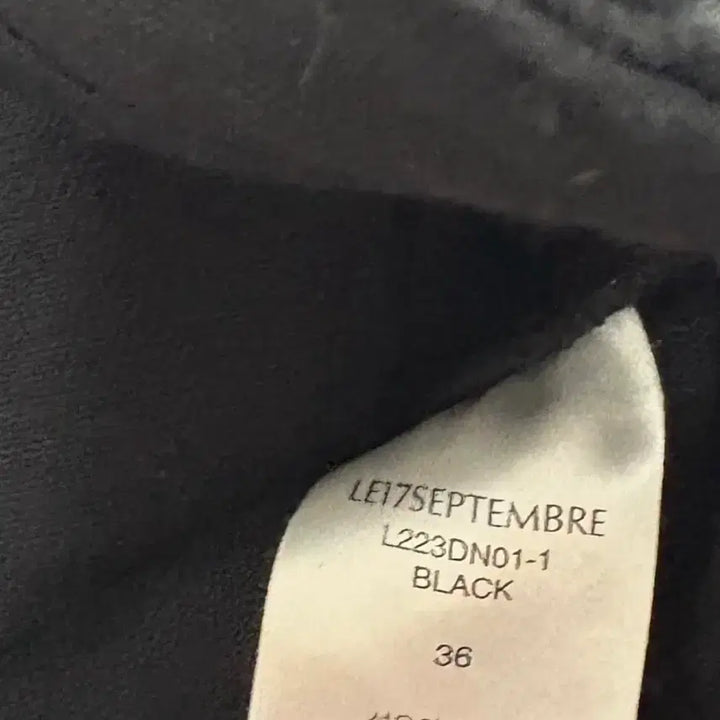 LE17SEPTEMBRE
L223DN01-1
BLACK
36